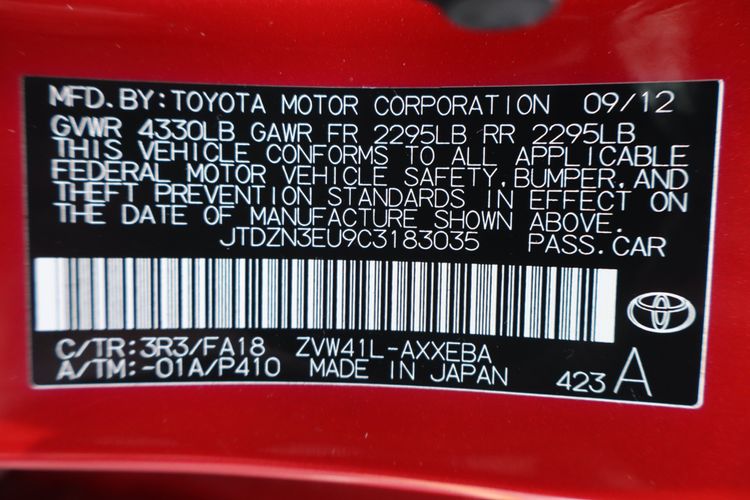 MFD.BY:TOYOTA MOTOR CORPORATION 09/12
GVWR 4330LB GAWR FR 2295LB RR 2295LB
THIS VEHICLE CONFORMS TO ALL APPLICABLE
FEDERAL MOTOR VEHICLE SAFETY,BUMPER,AND
THEFT PREVENTION STANDARDS IN EFFECT ON
THE DATE OF MANUFACTURE SHOWN ABOVE.
JTDZN3EU9C3183035 PASS.CAR
C/TR:3R3/FA18 ZVW41L-AXXEBA
A/TM:-01A/P410 MADE IN JAPAN 423 A